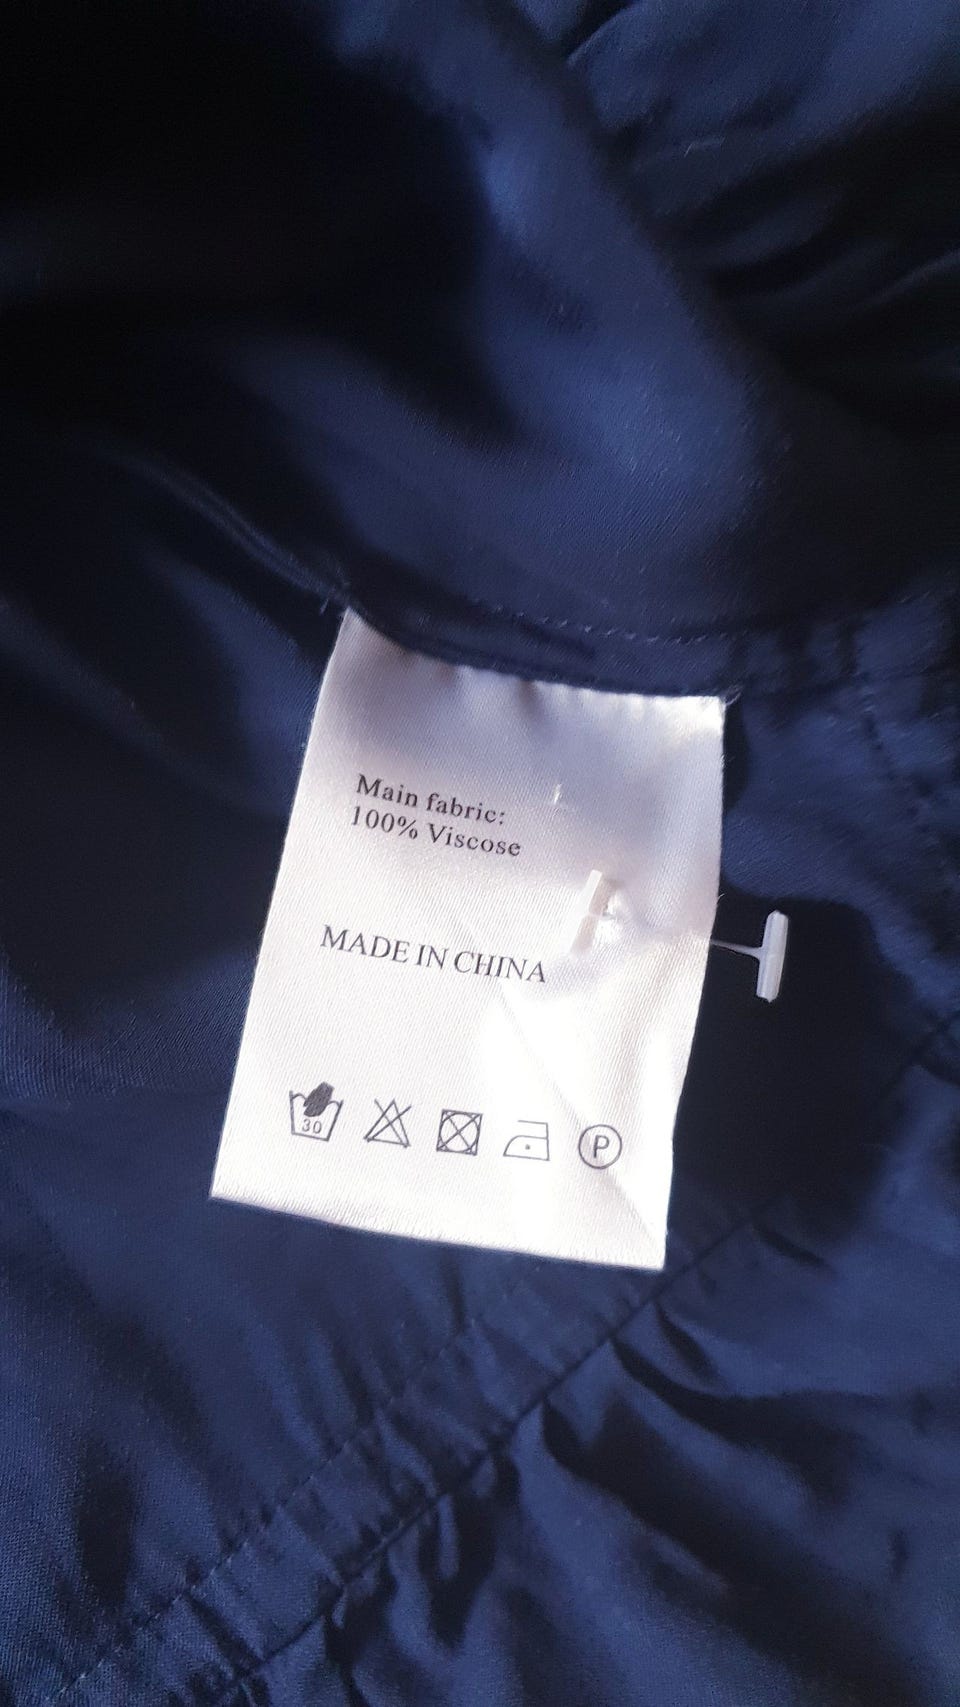 Main fabric:
100% Viscose
MADE IN CHINA
30
P